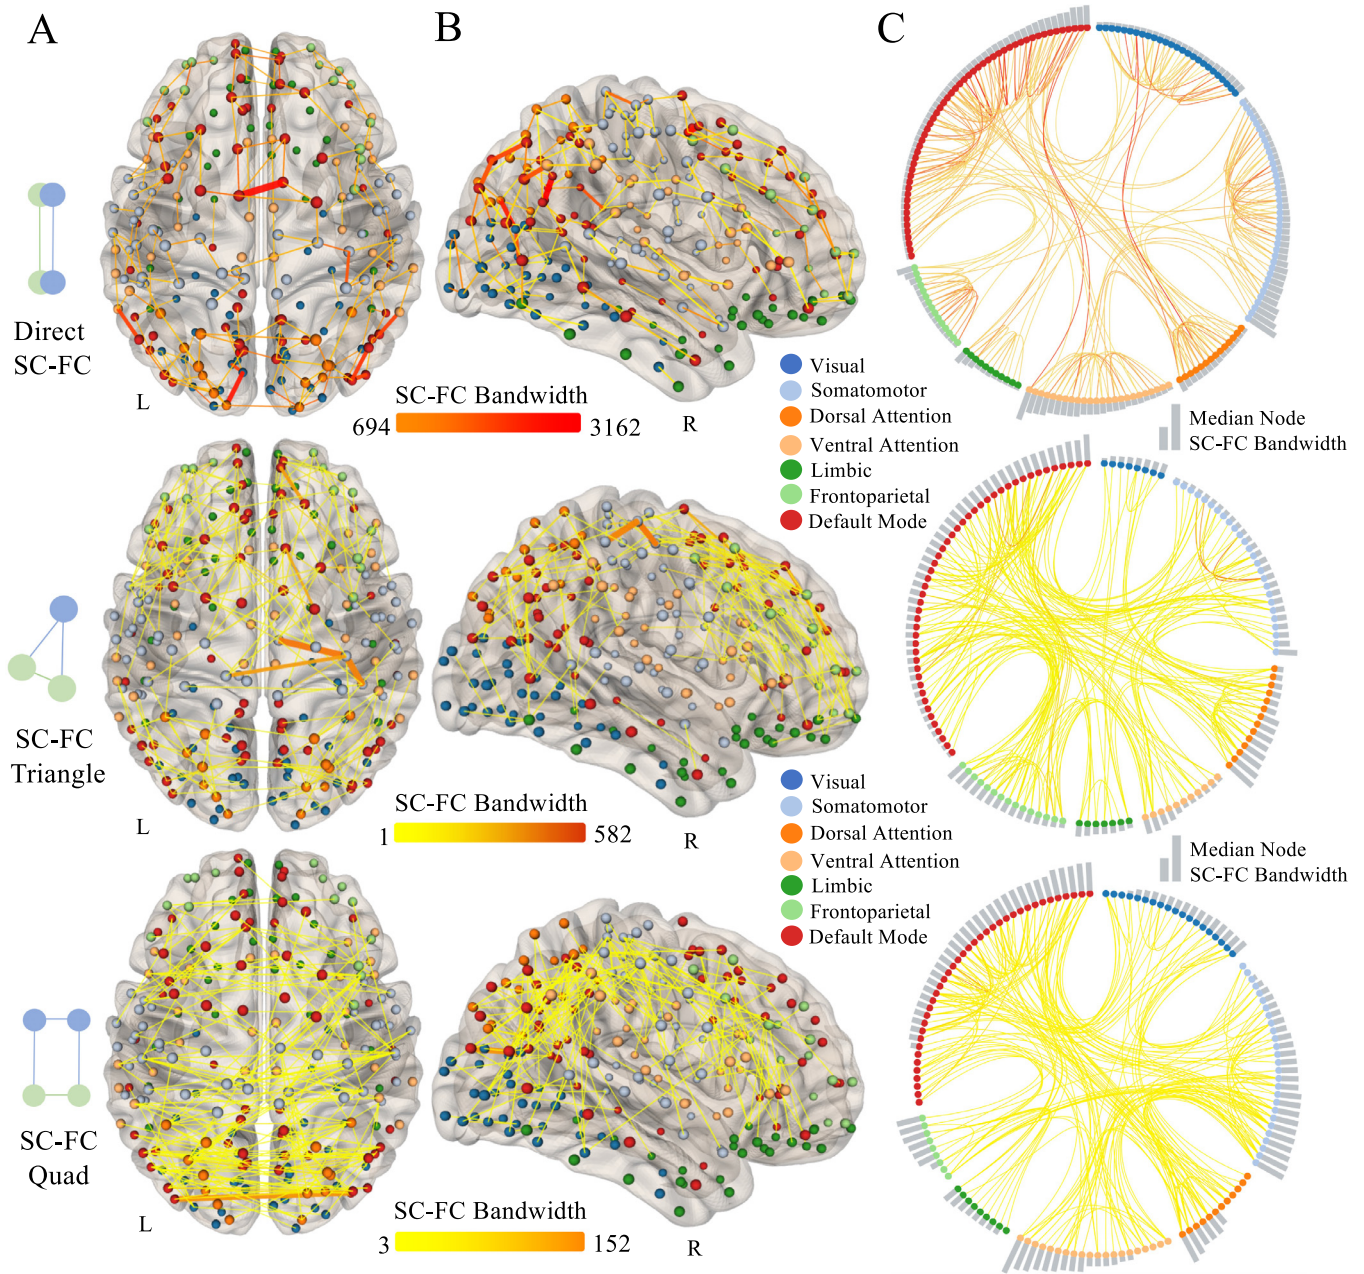 A
B
C
Direct
SC-FC
L
SC-FC Bandwidth
694
3162
R
Visual
Somatomotor
Dorsal Attention
Ventral Attention
Limbic
Frontoparietal
Default Mode
Median Node
SC-FC Bandwidth
SC-FC
Triangle
L
SC-FC Bandwidth
1
582
R
Visual
Somatomotor
Dorsal Attention
Ventral Attention
Limbic
Frontoparietal
Default Mode
Median Node
SC-FC Bandwidth
SC-FC
Quad
L
SC-FC Bandwidth
3
152
R